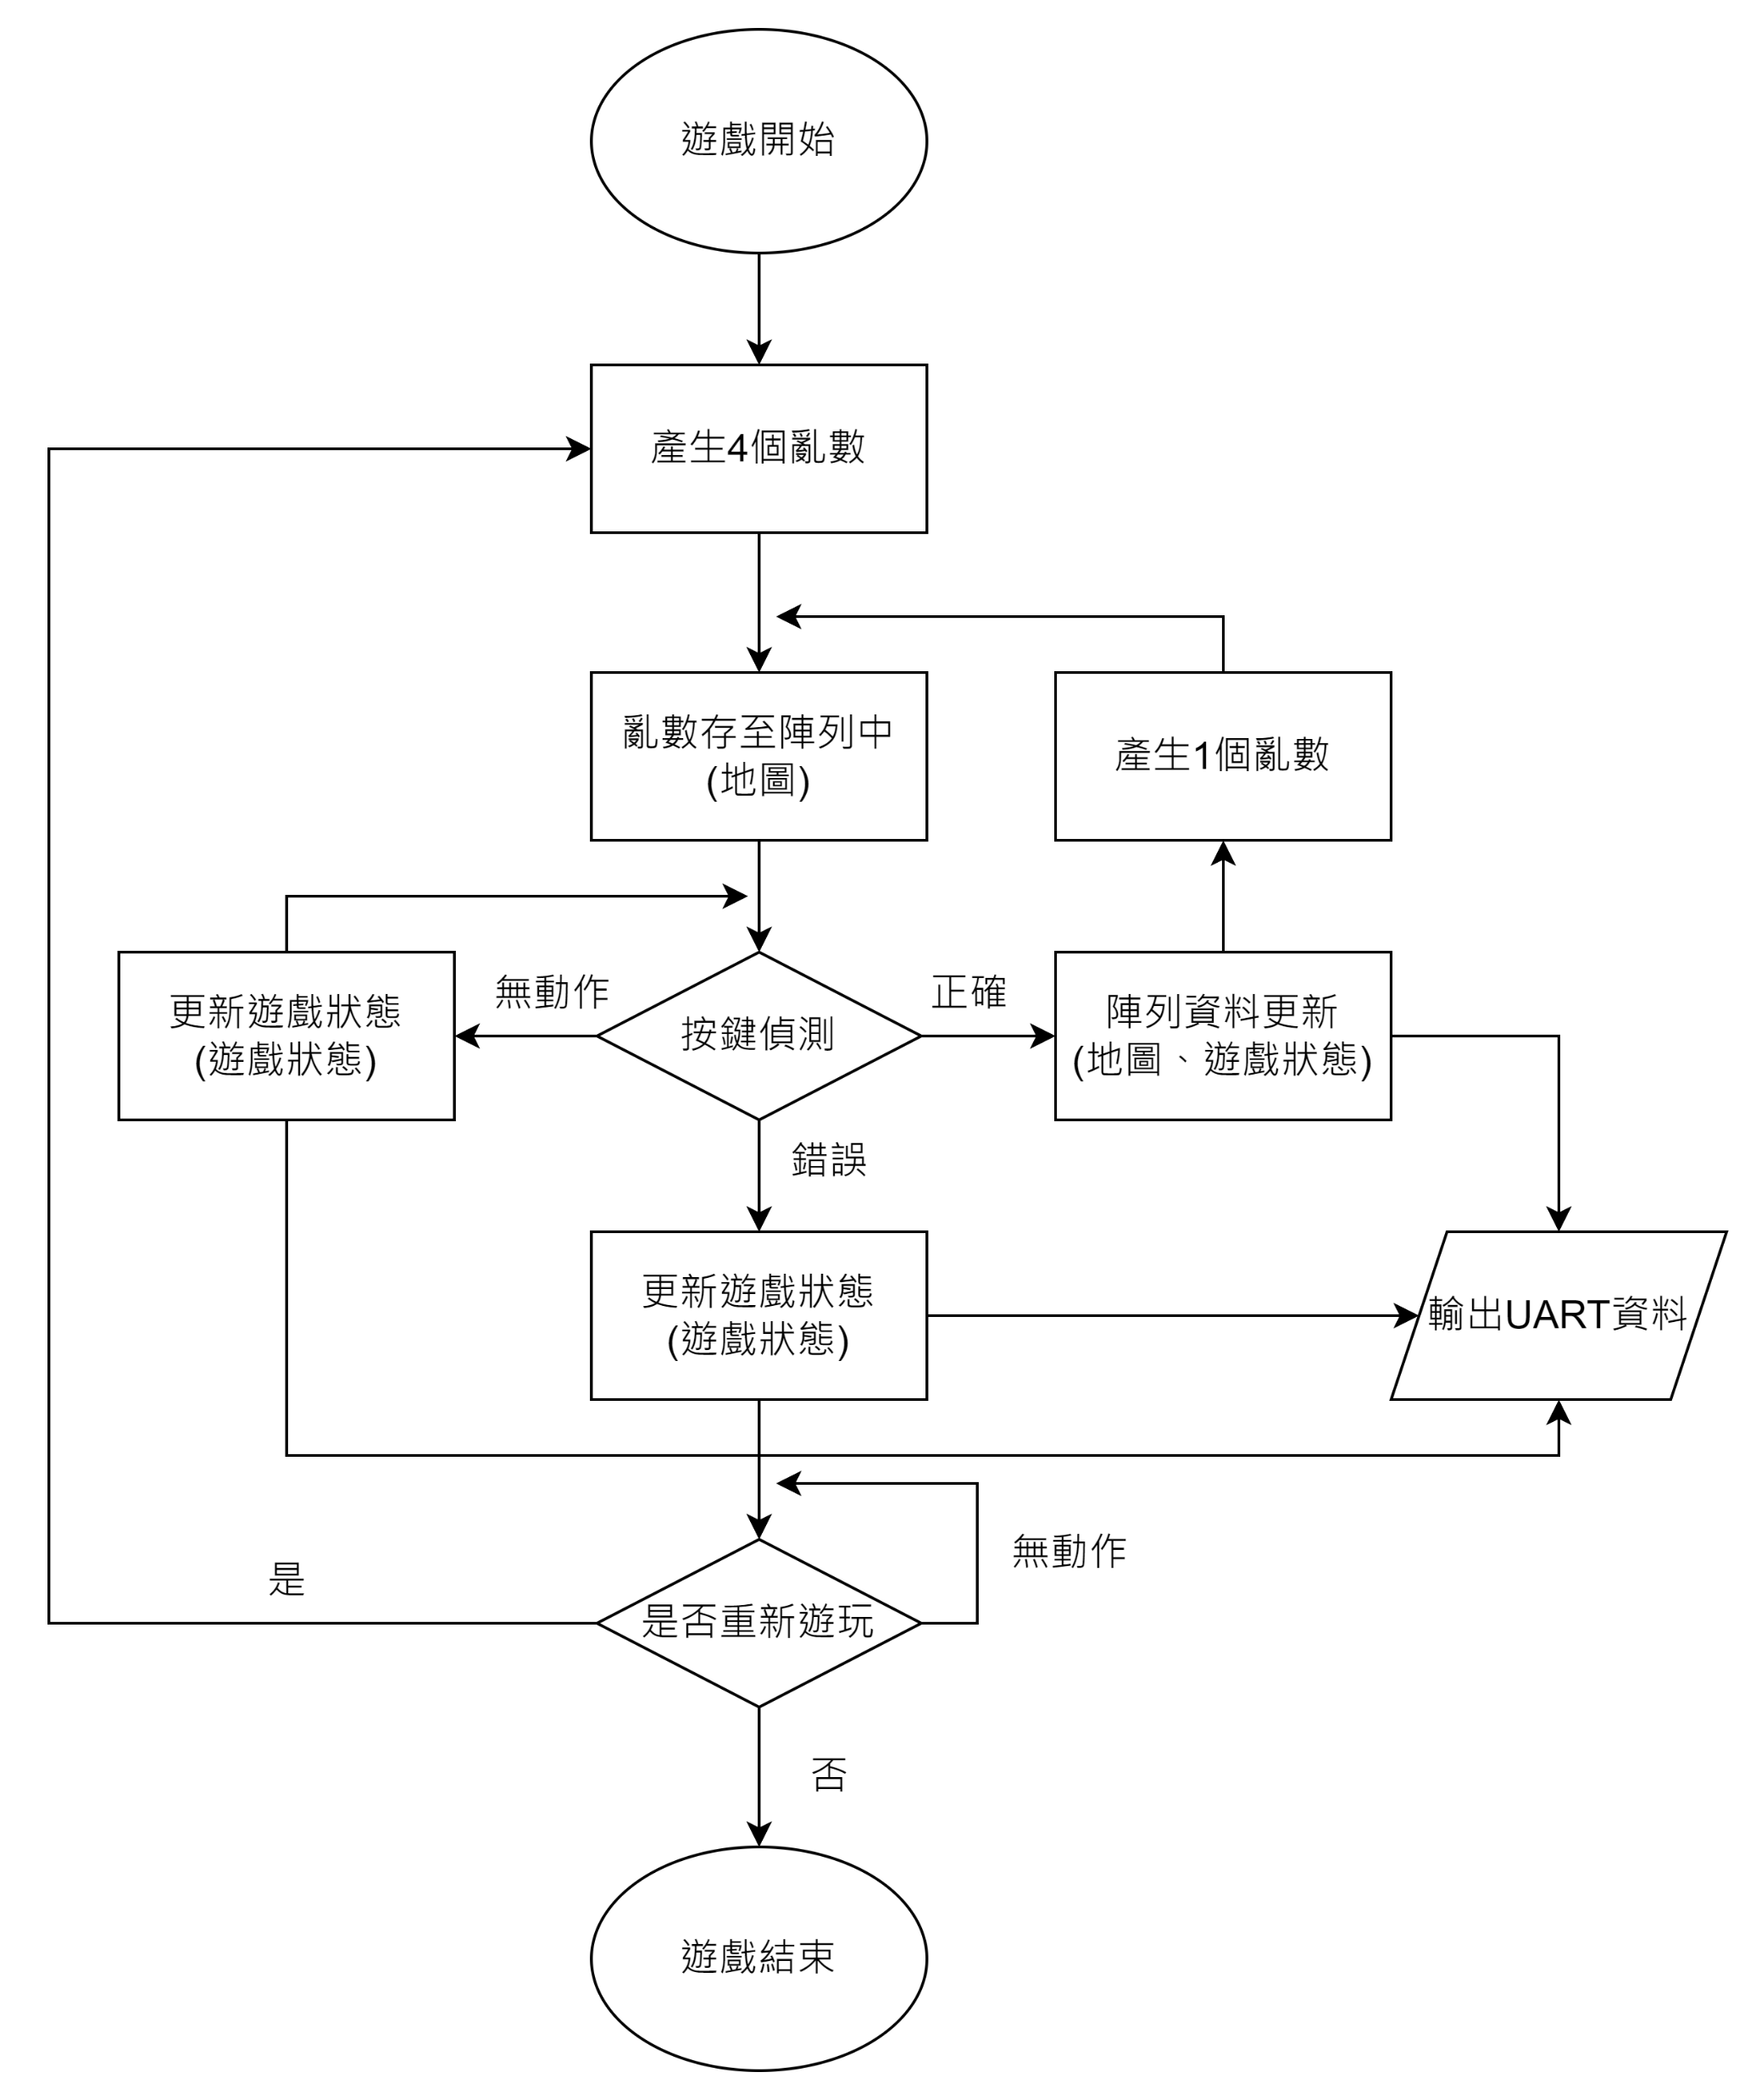 遊戲開始
產生4個亂數
亂數存至陣列中
(地圖)
產生1個亂數
無動作
正確
更新遊戲狀態
(遊戲狀態)
按鍵偵測
陣列資料更新
(地圖、遊戲狀態)
錯誤
更新遊戲狀態
(遊戲狀態)
輸出UART資料
無動作
是
是否重新遊玩
否
遊戲結束